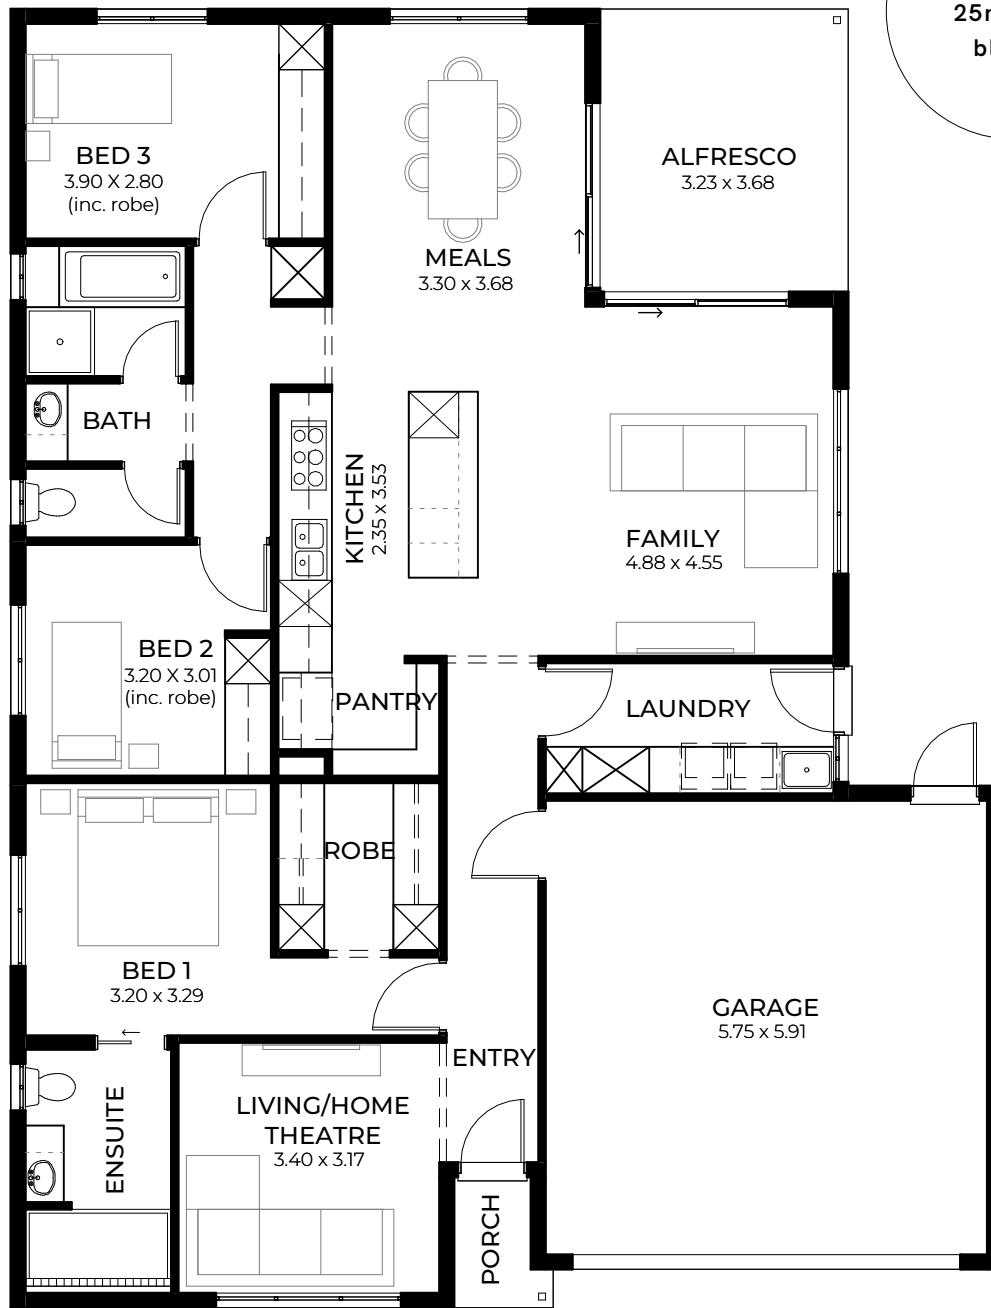 25
BED 3
3.90 X 2.80
(inc. robe)
ALFRESCO
3.23 x 3.68
MEALS
3.30 x 3.68
BATH
KITCHEN
2.35 x 3.53
FAMILY
4.88 x 4.55
BED 2
3.20 X 3.01
(inc. robe)
PANTRY
LAUNDRY
ROBE
BED 1
3.20 x 3.29
GARAGE
5.75 x 5.91
ENTRY
ENSUITE
LIVING/HOME
THEATRE
3.40 x 3.17
PORCH